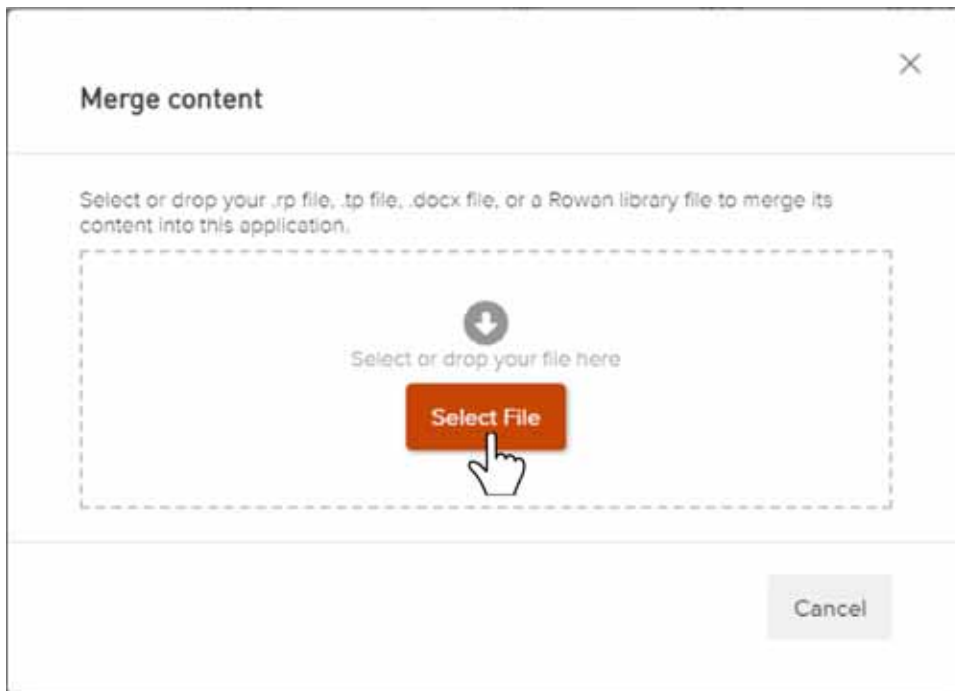 Merge content
Select or drop your .rp file, .tp file, .docx file, or a Rowan library file to merge its
content into this application.
Select or drop your file here
Select File
Cancel